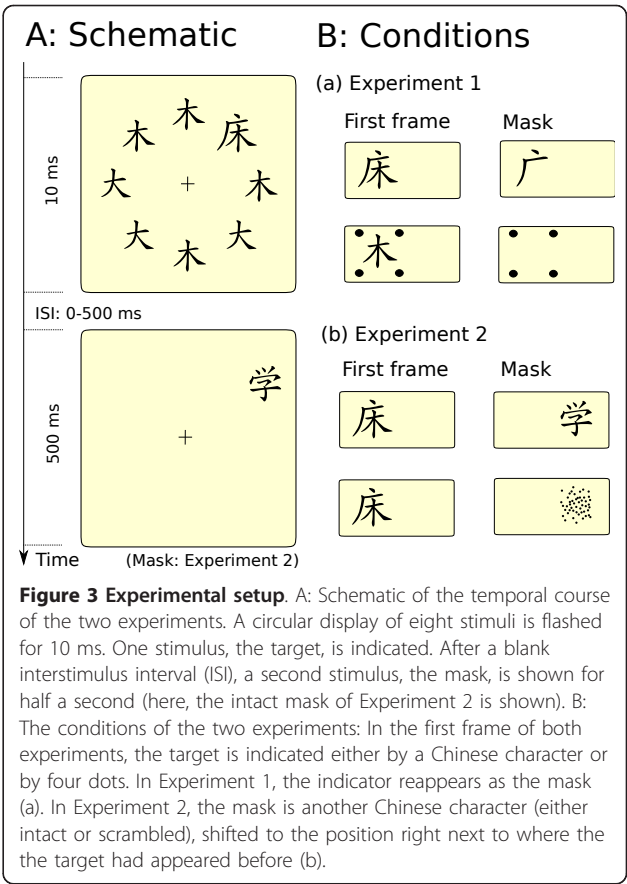 A: Schematic
B: Conditions
10 ms
木
木
床
大
+
木
大
木
大
ISI: 0-500 ms
500 ms
学
+
Time
(Mask: Experiment 2)
(a) Experiment 1
First frame
Mask
床
广
木
(b) Experiment 2
First frame
Mask
床
学
床
Figure 3 Experimental setup. A: Schematic of the temporal course
of the two experiments. A circular display of eight stimuli is flashed
for 10 ms. One stimulus, the target, is indicated. After a blank
interstimulus interval (ISI), a second stimulus, the mask, is shown for
half a second (here, the intact mask of Experiment 2 is shown). B:
The conditions of the two experiments: In the first frame of both
experiments, the target is indicated either by a Chinese character or
by four dots. In Experiment 1, the indicator reappears as the mask
(a). In Experiment 2, the mask is another Chinese character (either
intact or scrambled), shifted to the position right next to where the
the target had appeared before (b).